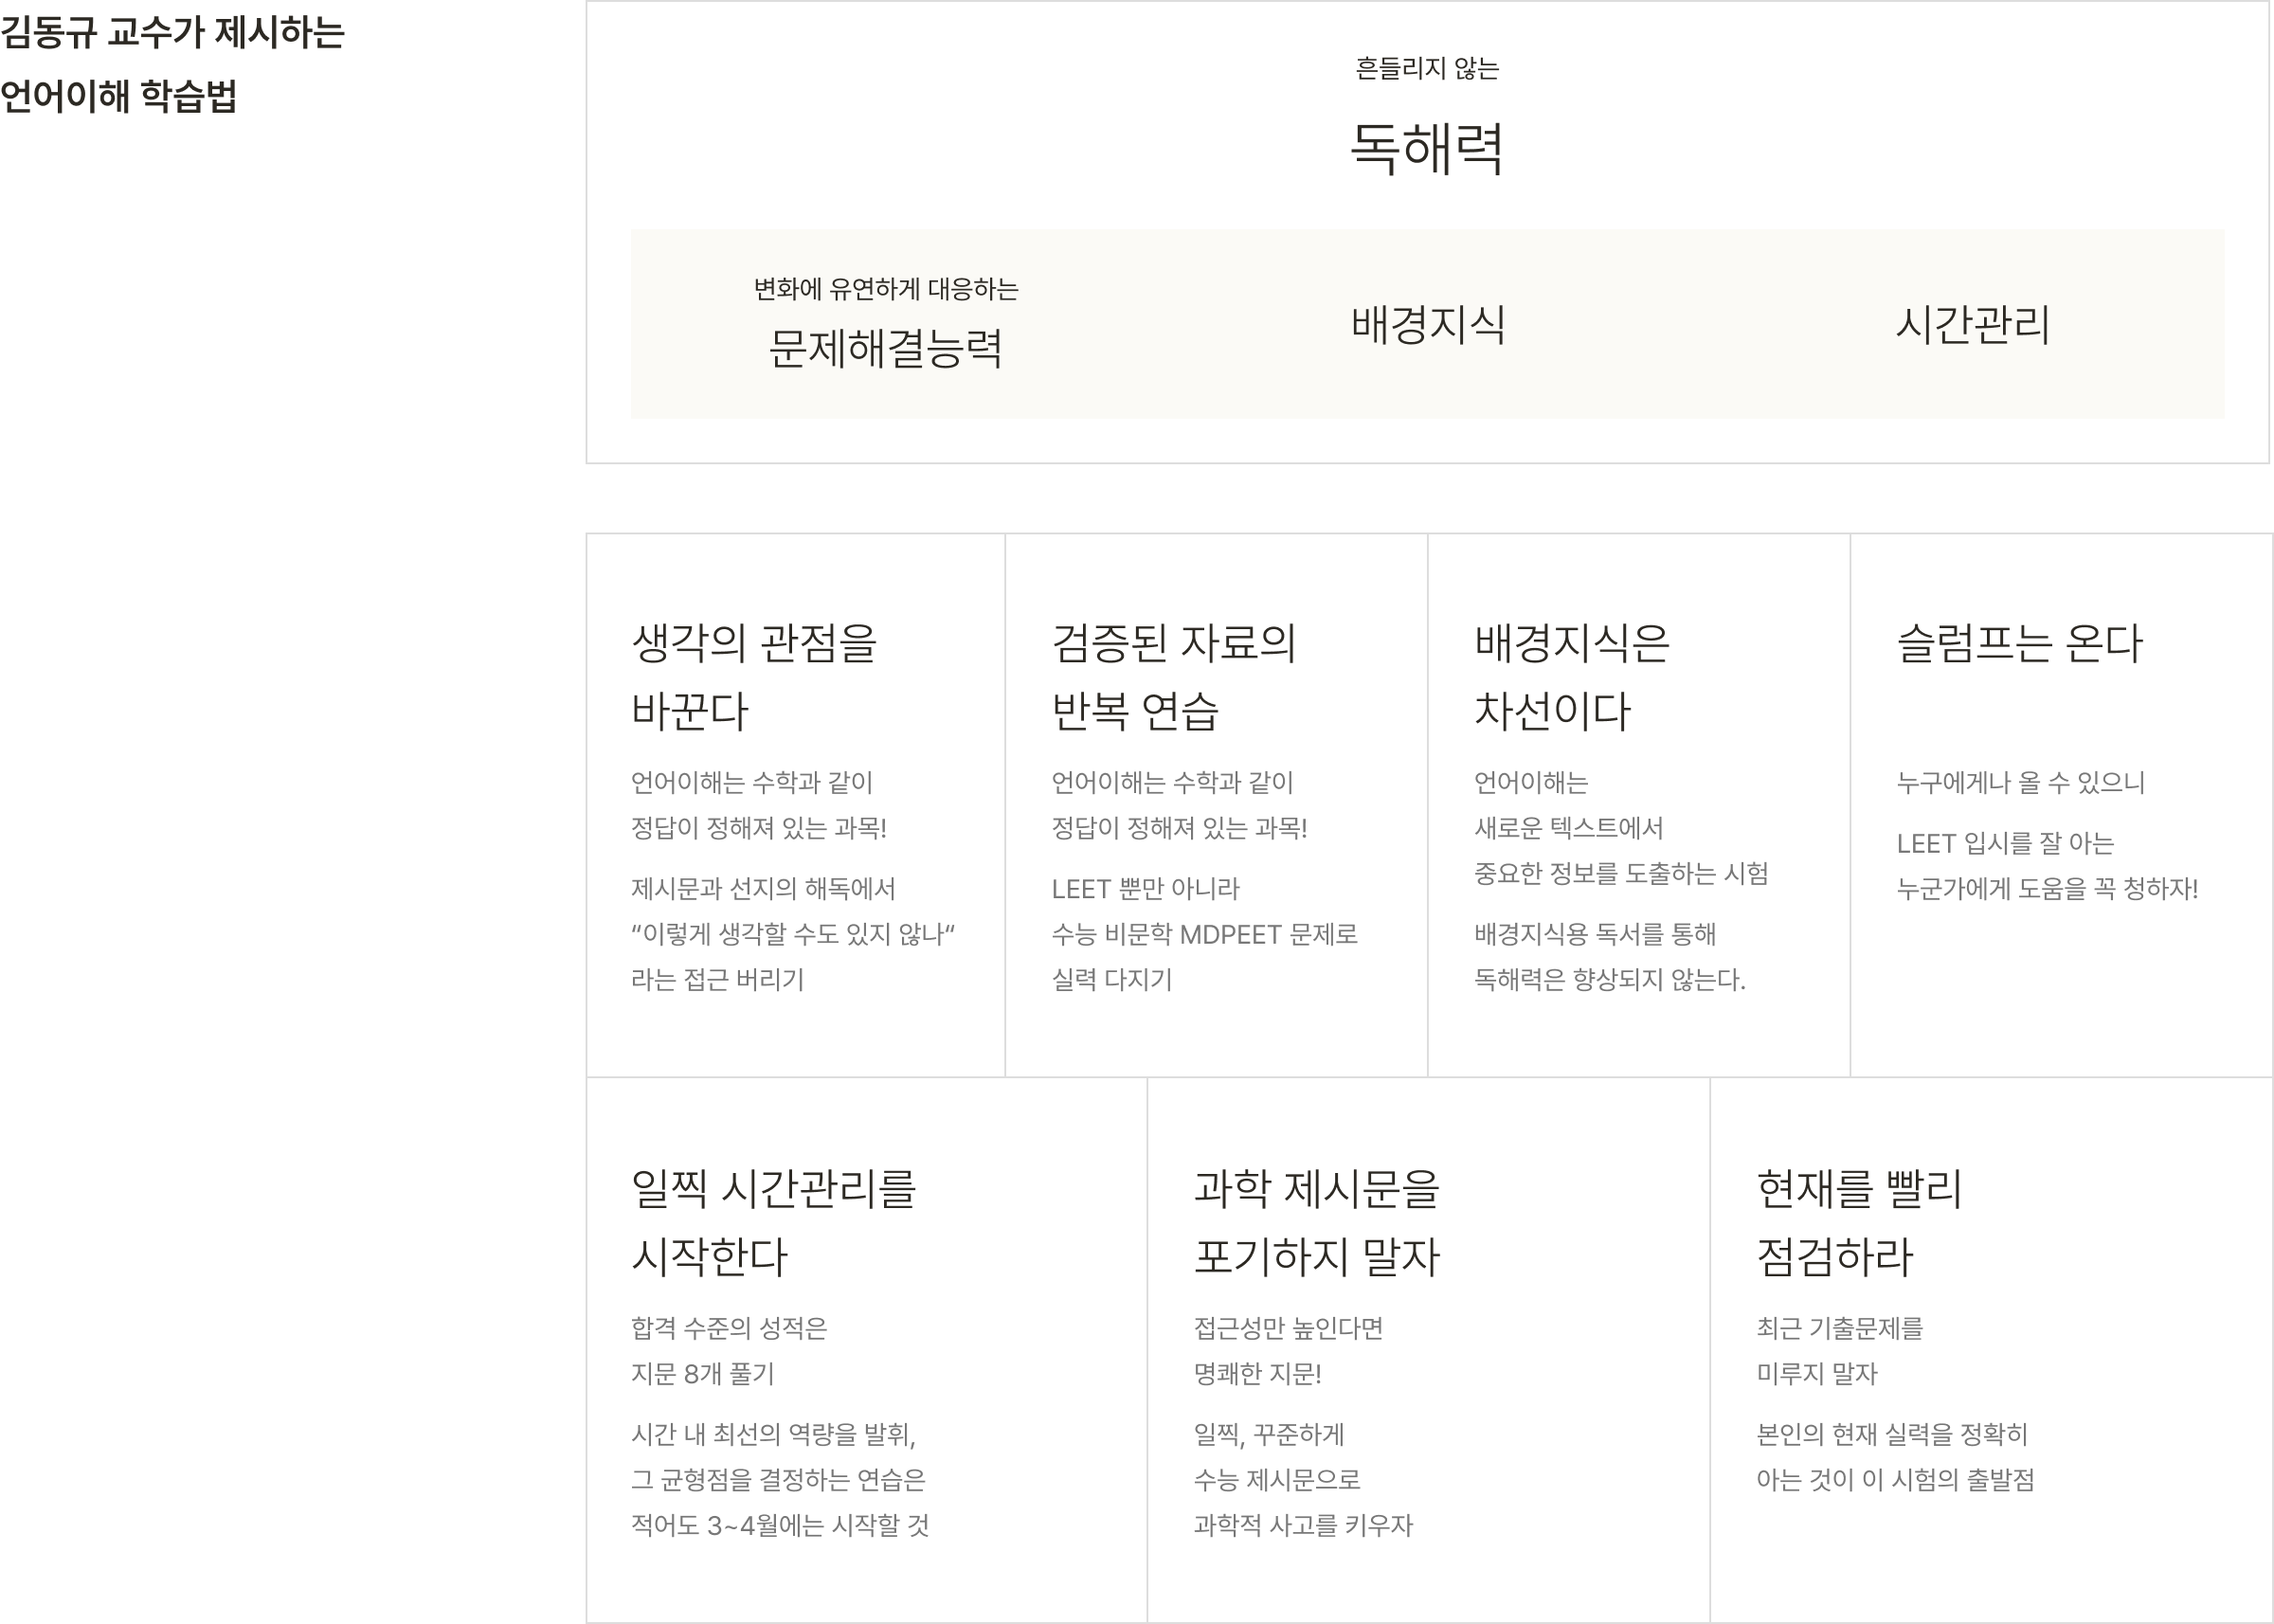 김동규 교수가 제시하는
언어이해 학습법
흔들리지 않는
독해력
변화에 유연하게 대응하는
문제해결능력
배경지식
시간관리
생각의 관점을
바꾼다
언어이해는 수학과 같이
정답이 정해져 있는 과목!
제시문과 선지의 해독에서
“이렇게 생각할 수도 있지 않나“
라는 접근 버리기
검증된 자료의
반복 연습
언어이해는 수학과 같이
정답이 정해져 있는 과목!
LEET 뿐만 아니라
수능 비문학 MDPEET 문제로
실력 다지기
배경지식은
차선이다
언어이해는
새로운 텍스트에서
중요한 정보를 도출하는 시험
배경지식용 독서를 통해
독해력은 향상되지 않는다.
슬럼프는 온다
누구에게나 올 수 있으니
LEET 입시를 잘 아는
누군가에게 도움을 꼭 청하자!
일찍 시간관리를
시작한다
합격 수준의 성적은
지문 8개 풀기
시간 내 최선의 역량을 발휘,
그 균형점을 결정하는 연습은
적어도 3~4월에는 시작할 것
과학 제시문을
포기하지 말자
접근성만 높인다면
명쾌한 지문!
일찍, 꾸준하게
수능 제시문으로
과학적 사고를 키우자
현재를 빨리
점검하라
최근 기출문제를
미루지 말자
본인의 현재 실력을 정확히
아는 것이 이 시험의 출발점